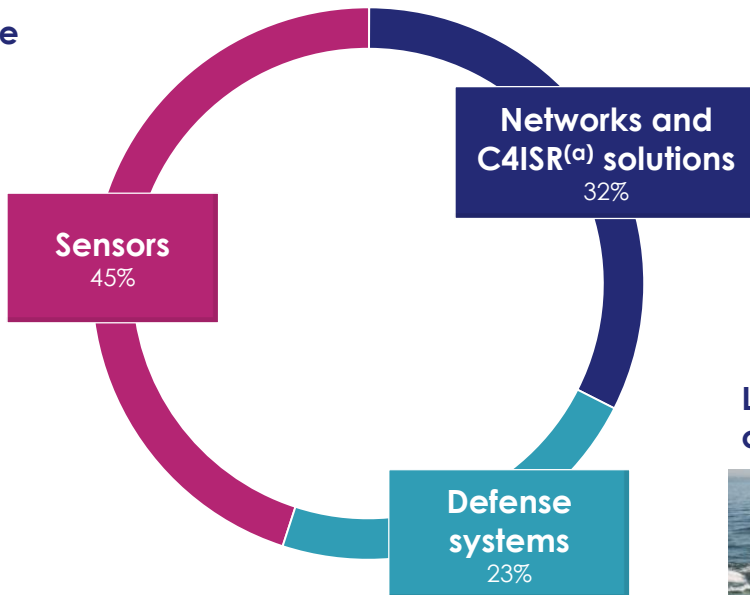 e
Networks and
C4ISR(a) solutions
32%
Sensors
45%
L
Defense
systems
23%